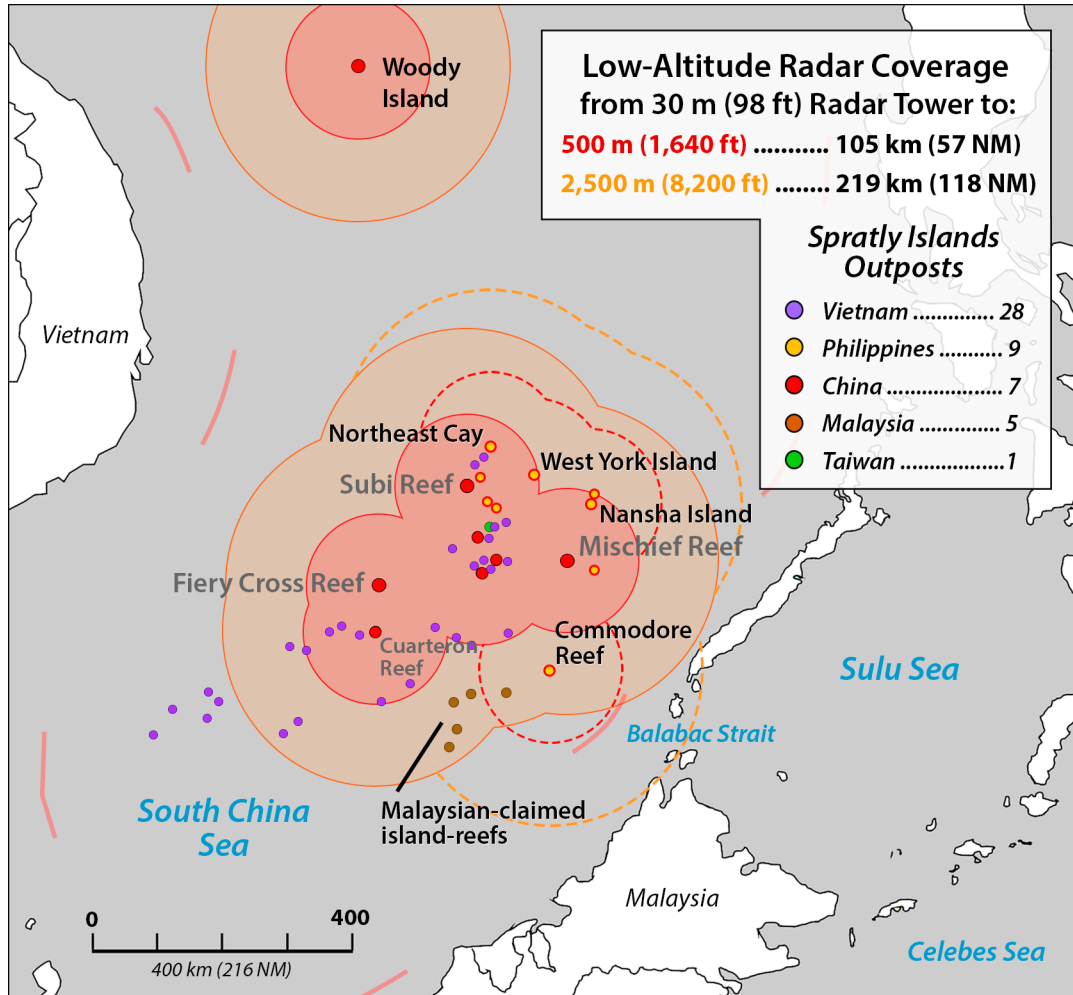 Woody
Island
Low-Altitude Radar Coverage
from 30 m (98 ft) Radar Tower to:
500 m (1,640 ft) ........... 105 km (57 NM)
2,500 m (8,200 ft) ........ 219 km (118 NM)
Spratly Islands
Outposts
Vietnam .............. 28
Philippines ........... 9
China .................... 7
Malaysia ............... 5
Taiwan ...................1
Vietnam
Northeast Cay
West York Island
Subi Reef
Nansha Island
Mischief Reef
Fiery Cross Reef
Commodore
Reef
Cuarteron
Reef
Sulu Sea
Balabac Strait
South China
Sea
Malaysian-claimed
island-reefs
Malaysia
0
400
400 km (216 NM)
Celebes Sea